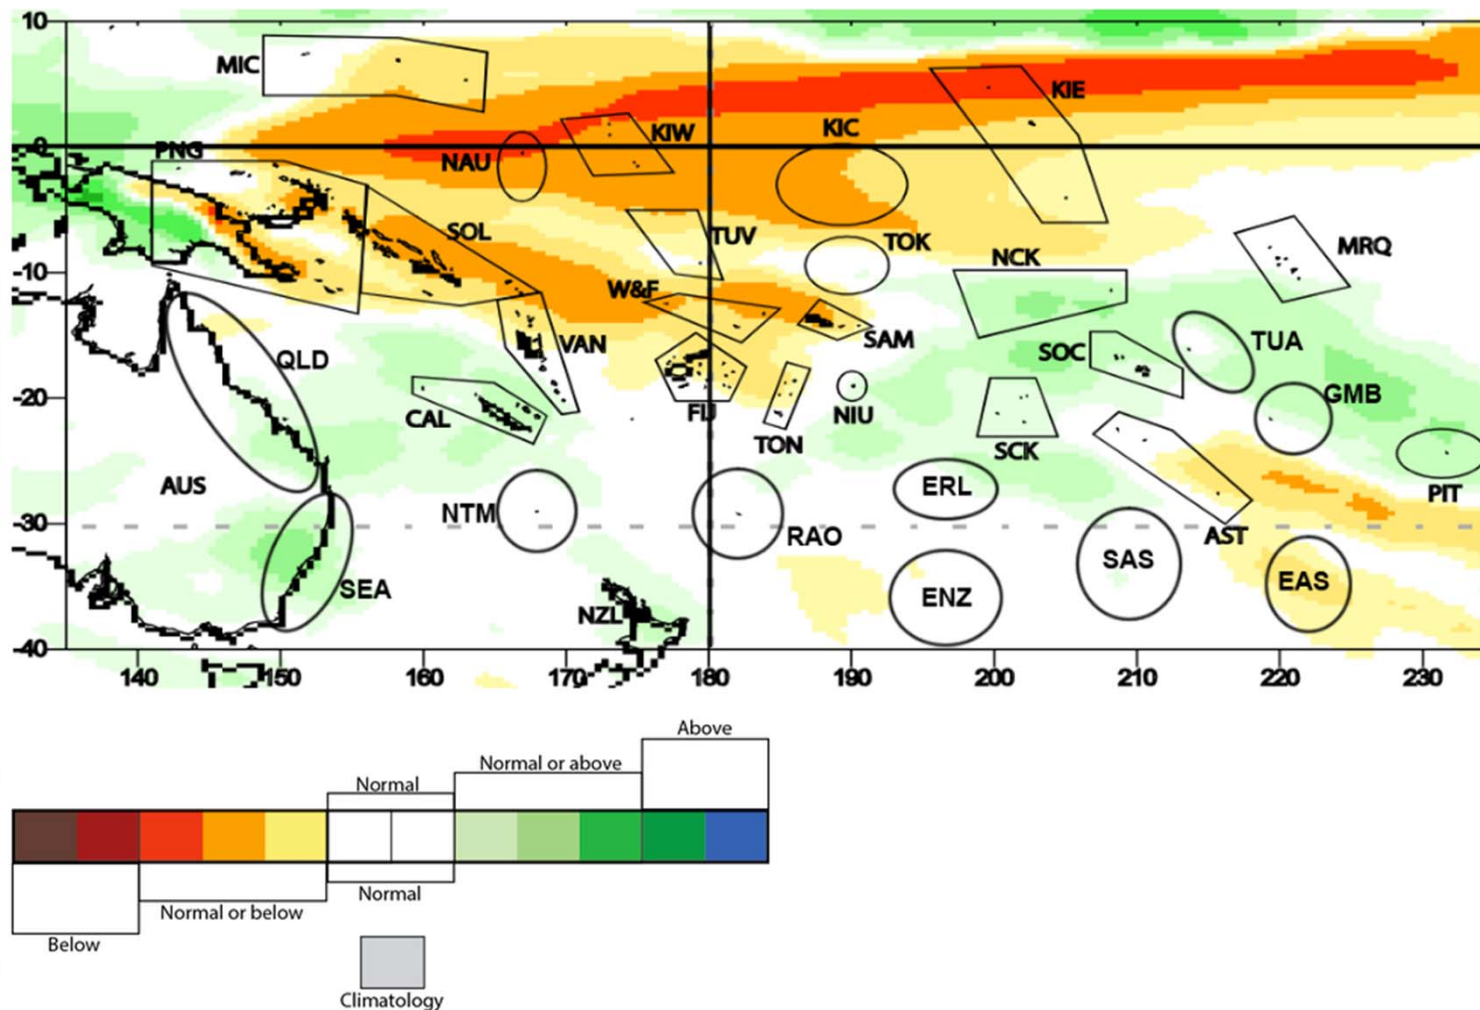 10
MIC
KIE
KIW
KIC
0
PNG
NAU
SOL
TUV
TOK
MRQ
NCK
-10
W&F
SAM
VAN
QLD
SOC
TUA
-20
CAL
FIJ
NIU
GMB
TON
SCK
AUS
ERL
PIT
NTM
-30
RAO
AST
SAS
EAS
SEA
ENZ
NZL
-40
140 150 160 170 180 190 200 210 220 230
Above
Normal or above
Normal
Normal
Normal or below
Below
Climatology